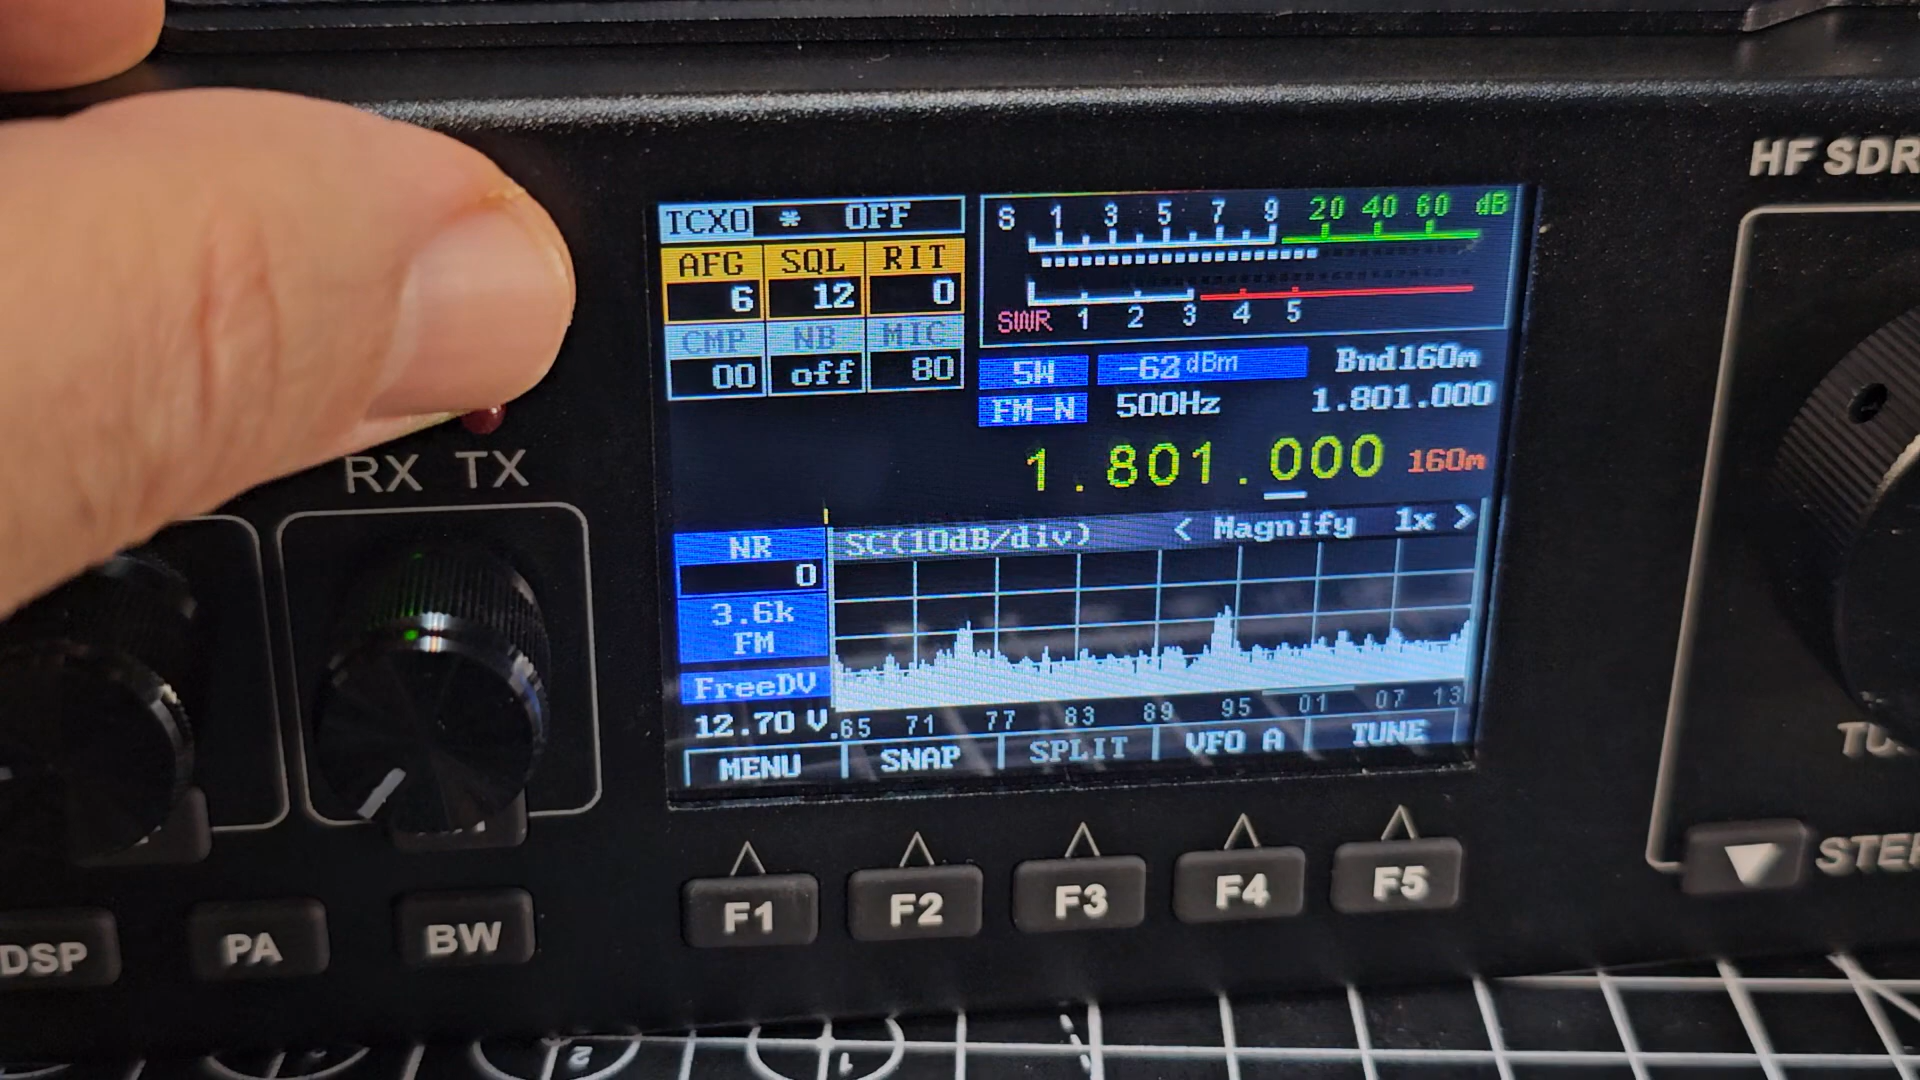 HF SDR
TCXO * OFF
S 1 3 5 7 9 20 40 60 dB
AFG SQL RIT
6 12 0
SWR 1 2 3 4 5
CMP NB MIC
00 off 80
5W -62dBm Bnd160m
FM-N 500Hz 1.801.000
1.801.000 160m
RX TX
NR SC(10dB/div) < Magnify 1x >
0
3.6k
FM
FreeDV
12.70 V .65 71 77 83 89 95 01 07 13
MENU SNAP SPLIT VFO A TUNE
F1 F2 F3 F4 F5
DSP PA BW
2 1